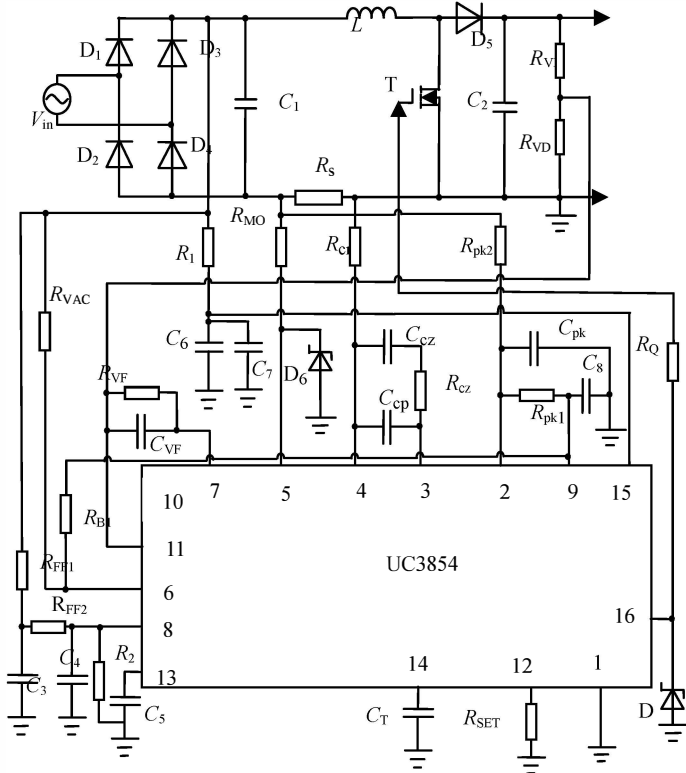 L
D1
D3
D5
Vin
C1
T
C2
RV
D2
D4
RVD
Rs
RMO
R1
Rc1
Rpk2
RVAC
C6
C7
D6
Ccz
Cpk
RQ
RVF
Rcz
C8
Ccp
Rpk1
CVF
10
7
5
4
3
2
9
15
RB1
11
UC3854
RFF1
6
RFF2
8
16
C4
R2
13
14
12
1
C3
C5
CT
RSET
D